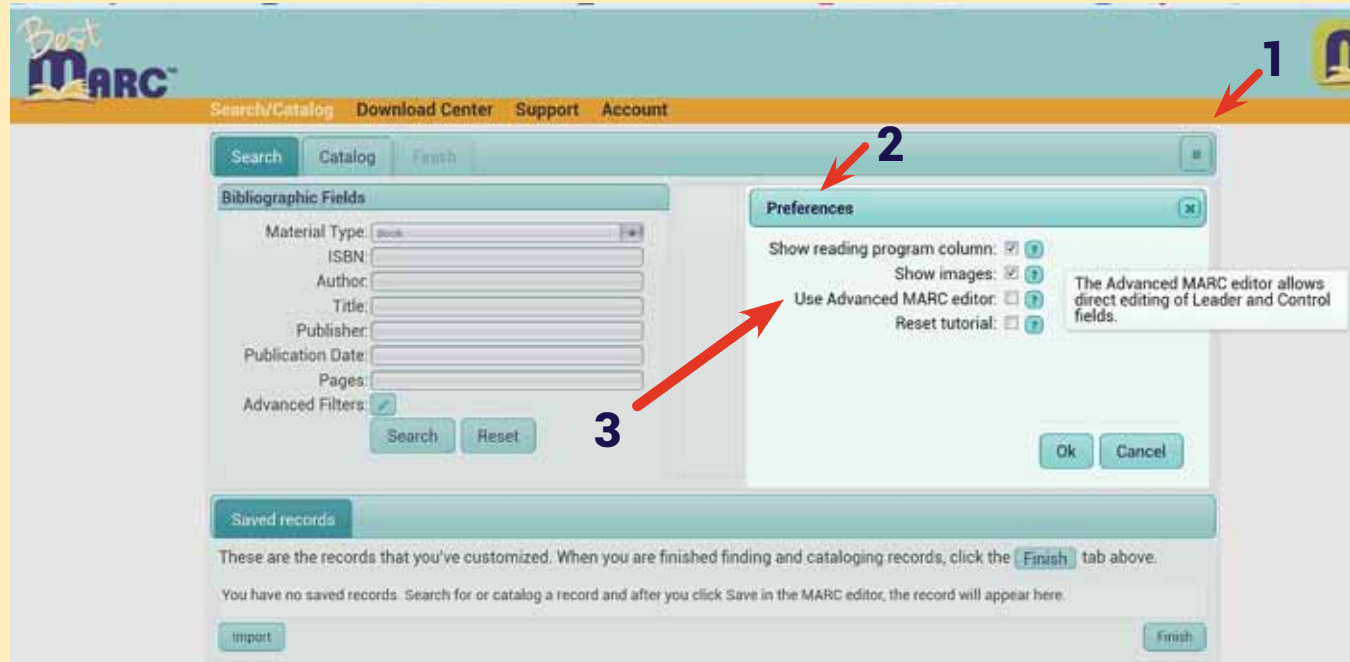 Best
MARC™
1
Search/Catalog Download Center Support Account
2
Search Catalog Finish
Bibliographic Fields
Preferences
Material Type: Book
ISBN:
Author:
Title:
Publisher:
Publication Date:
Pages:
Advanced Filters:
Search Reset
Show reading program column:
Show images:
Use Advanced MARC editor:
Reset tutorial:
The Advanced MARC editor allows
direct editing of Leader and Control
fields.
3
Ok Cancel
Saved records
These are the records that you've customized. When you are finished finding and cataloging records, click the Finish tab above.
You have no saved records. Search for or catalog a record and after you click Save in the MARC editor, the record will appear here.
Import Finish